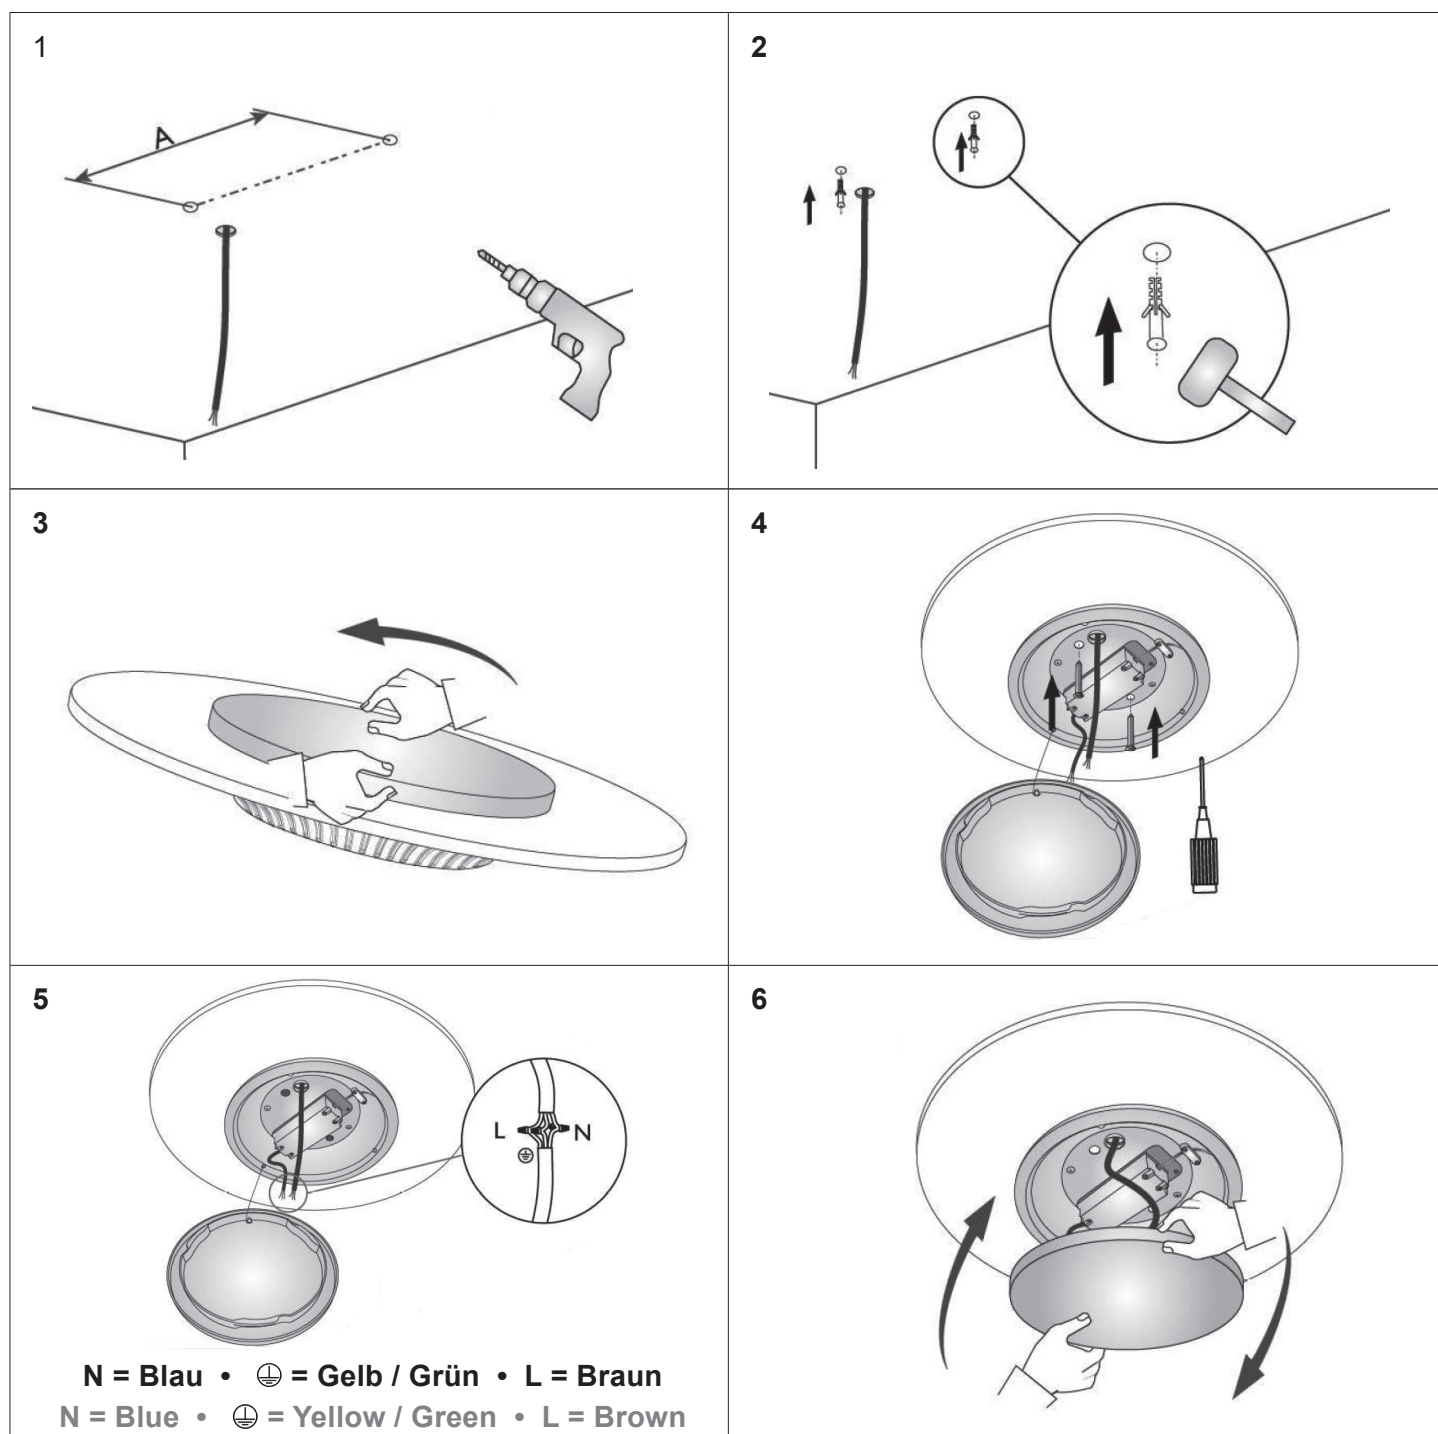 1
A
2
3
4
5
L N
N = Blau • ⏚ = Gelb / Grün • L = Braun
N = Blue • ⏚ = Yellow / Green • L = Brown
6